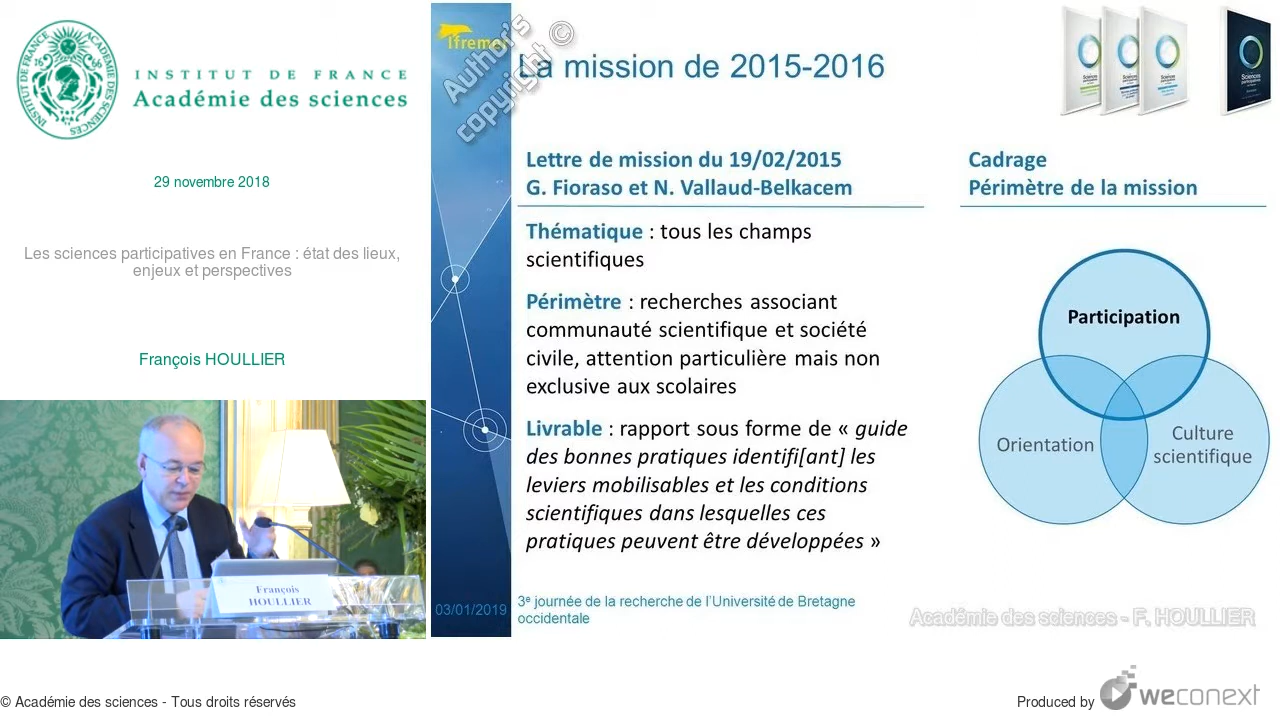 INSTITUT DE FRANCE
Académie des sciences
29 novembre 2018
Les sciences participatives en France : état des lieux,
enjeux et perspectives
François HOULLIER
François
HOULLIER
Ifremer
Author's
copyright ©
La mission de 2015-2016
Lettre de mission du 19/02/2015
G. Fioraso et N. Vallaud-Belkacem
Thématique : tous les champs
scientifiques
Périmètre : recherches associant
communauté scientifique et société
civile, attention particulière mais non
exclusive aux scolaires
Livrable : rapport sous forme de « guide
des bonnes pratiques identifi[ant] les
leviers mobilisables et les conditions
scientifiques dans lesquelles ces
pratiques peuvent être développées »
Cadrage
Périmètre de la mission
Participation
Orientation
Culture
scientifique
03/01/2019
3e journée de la recherche de l'Université de Bretagne
occidentale
Académie des sciences - F. HOULLIER
© Académie des sciences - Tous droits réservés
Produced by weconext